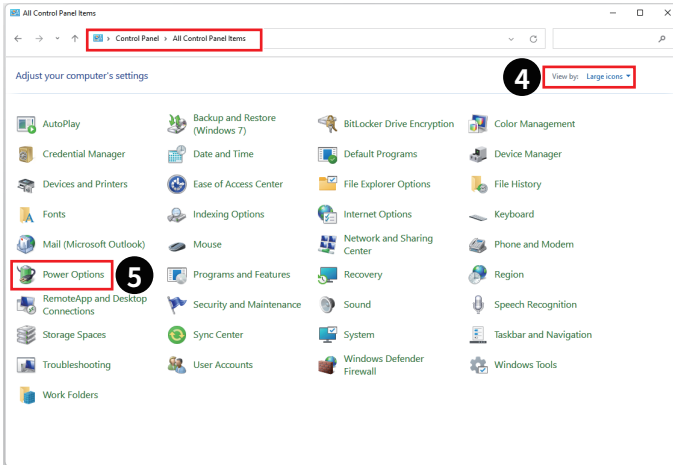 All Control Panel Items
Control Panel > All Control Panel Items
Adjust your computer's settings
4
View by: Large icons
AutoPlay
Backup and Restore
(Windows 7)
BitLocker Drive Encryption
Color Management
Credential Manager
Date and Time
Default Programs
Device Manager
Devices and Printers
Ease of Access Center
File Explorer Options
File History
Fonts
Indexing Options
Internet Options
Keyboard
Mail (Microsoft Outlook)
Mouse
Network and Sharing
Center
Phone and Modem
Power Options
5
Programs and Features
Recovery
Region
RemoteApp and Desktop
Connections
Security and Maintenance
Sound
Speech Recognition
Storage Spaces
Sync Center
System
Taskbar and Navigation
Troubleshooting
User Accounts
Windows Defender
Firewall
Windows Tools
Work Folders